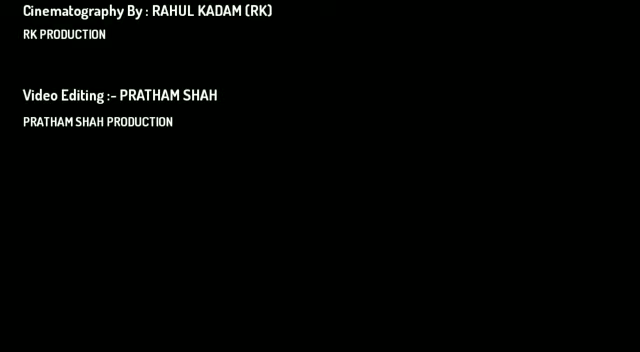 Cinematography By : RAHUL KADAM (RK)
RK PRODUCTION
Video Editing :- PRATHAM SHAH
PRATHAM SHAH PRODUCTION